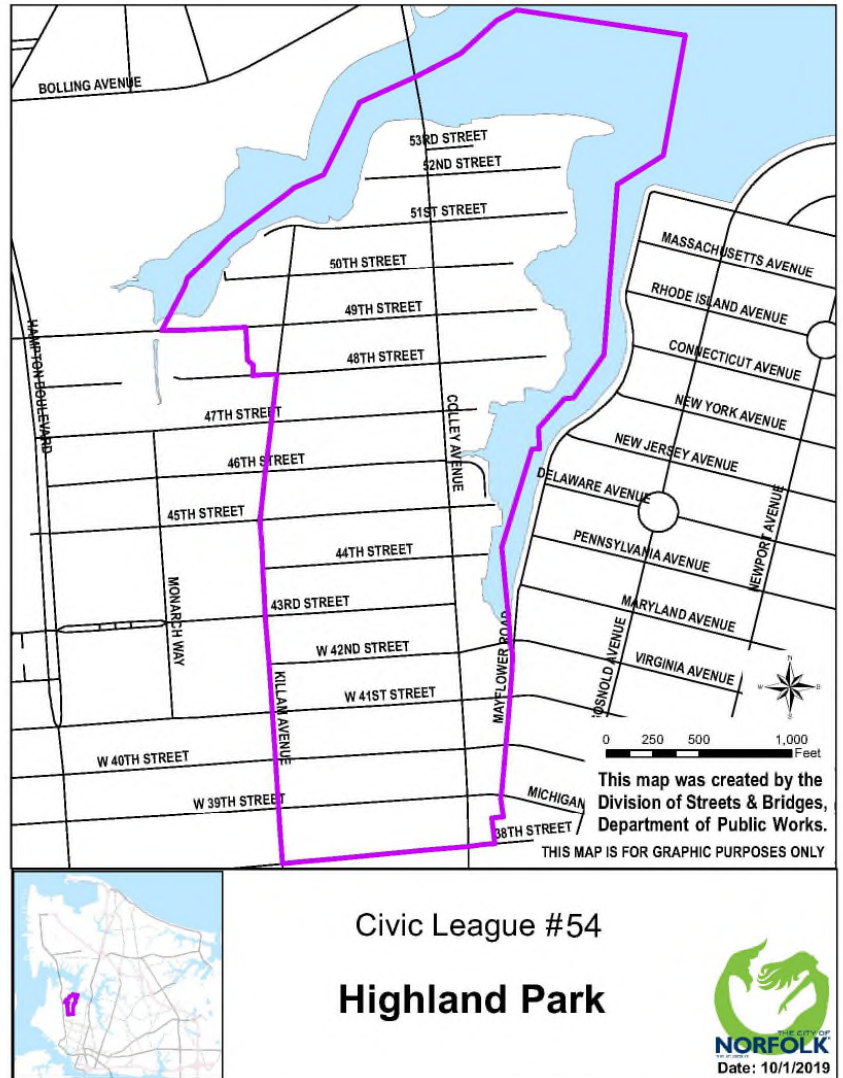 BOLLING AVENUE
53RD STREET
52ND STREET
51ST STREET
50TH STREET
49TH STREET
48TH STREET
47TH STREET
46TH STREET
45TH STREET
44TH STREET
43RD STREET
W 42ND STREET
W 41ST STREET
W 40TH STREET
W 39TH STREET
38TH STREET
HAMPTON BOULEVARD
MONARCH WAY
KILLAM AVENUE
COLLEY AVENUE
MAYFLOWER ROAD
MASSACHUSETTS AVENUE
RHODE ISLAND AVENUE
CONNECTICUT AVENUE
NEW YORK AVENUE
NEW JERSEY AVENUE
DELAWARE AVENUE
PENNSYLVANIA AVENUE
MARYLAND AVENUE
VIRGINIA AVENUE
MICHIGAN
OSNOLD AVENUE
NEWPORT AVENUE
N
W E
S
0 250 500 1,000
Feet
This map was created by the
Division of Streets & Bridges,
Department of Public Works.
THIS MAP IS FOR GRAPHIC PURPOSES ONLY
Civic League #54
Highland Park
THE CITY OF
NORFOLK
Date: 10/1/2019